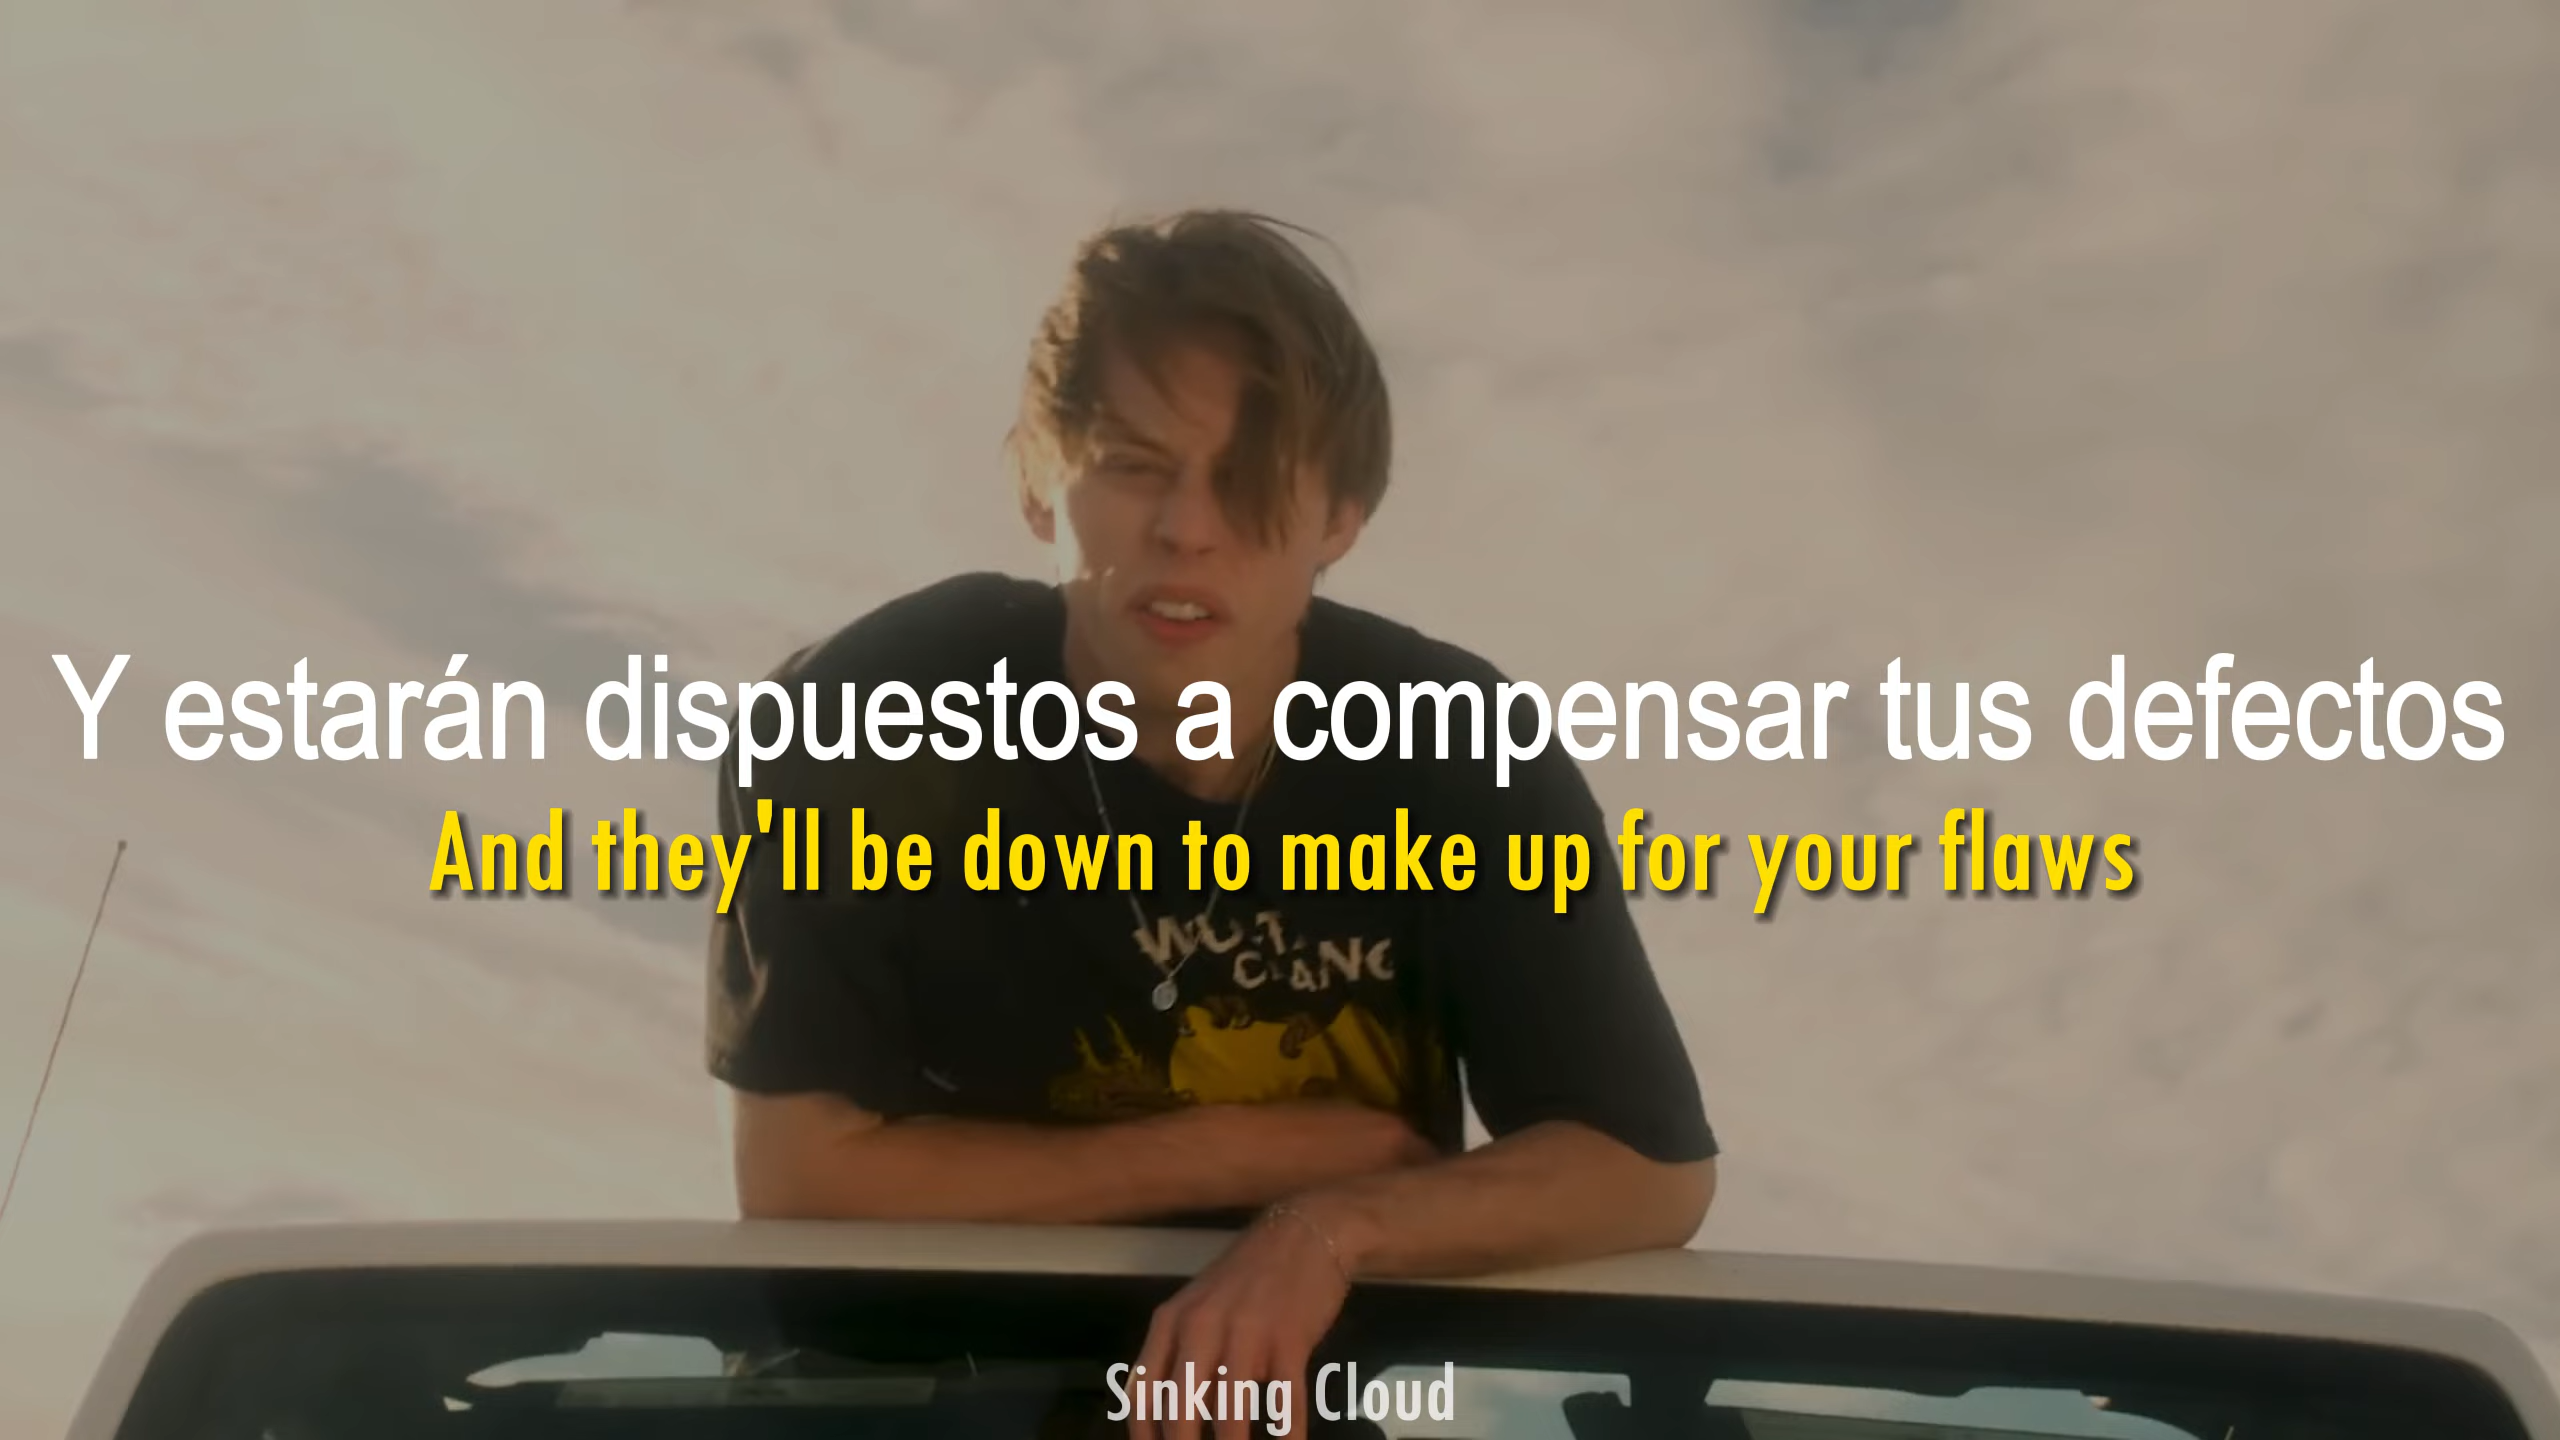 Y estarán dispuestos a compensar tus defectos
And they'll be down to make up for your flaws
Sinking Cloud